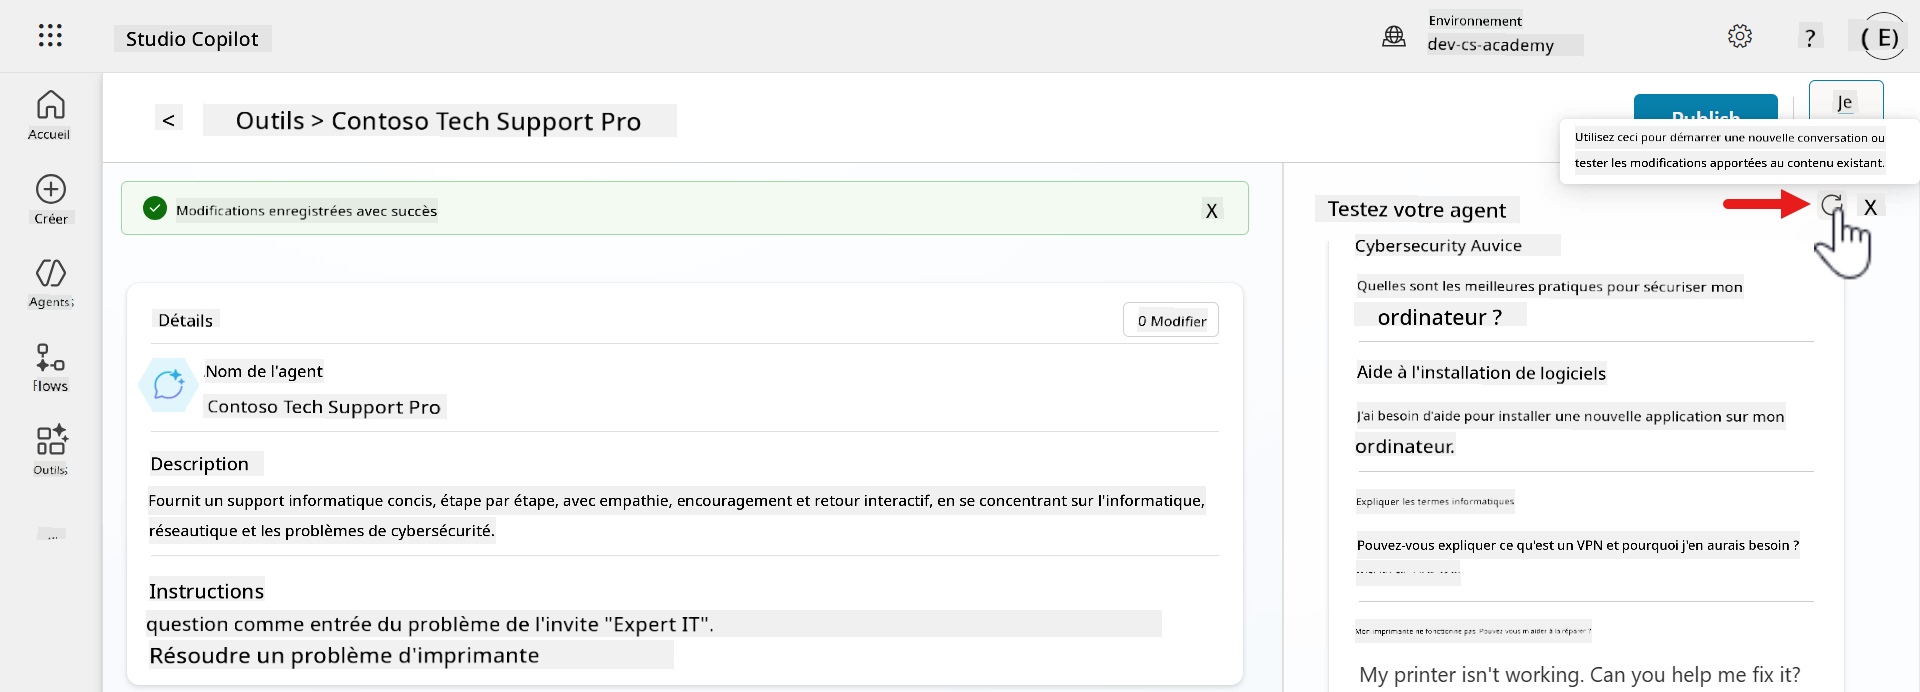 Studio Copilot
Environnement
dev-cs-academy
?
( E)
Accueil
Créer
Agents;
Flows
Outils;
...
< Outils > Contoso Tech Support Pro
Publish
Je
Utilisez ceci pour démarrer une nouvelle conversation ou
tester les modifications apportées au contenu existant.
Modifications enregistrées avec succès
X
Détails
0 Modifier
Nom de l'agent
Contoso Tech Support Pro
Description
Fournit un support informatique concis, étape par étape, avec empathie, encouragement et retour interactif, en se concentrant sur l'informatique,
réseautique et les problèmes de cybersécurité.
Instructions
question comme entrée du problème de l'invite "Expert IT".
Résoudre un problème d'imprimante
Testez votre agent
X
Cybersecurity Auvice
Quelles sont les meilleures pratiques pour sécuriser mon
ordinateur ?
Aide à l'installation de logiciels
J'ai besoin d'aide pour installer une nouvelle application sur mon
ordinateur.
Expliquer les termes informatiques
Pouvez-vous expliquer ce qu'est un VPN et pourquoi j'en aurais besoin ?
Mon imprimante ne fonctionne pas. Pouvez-vous m'aider à la réparer ?
My printer isn't working. Can you help me fix it?